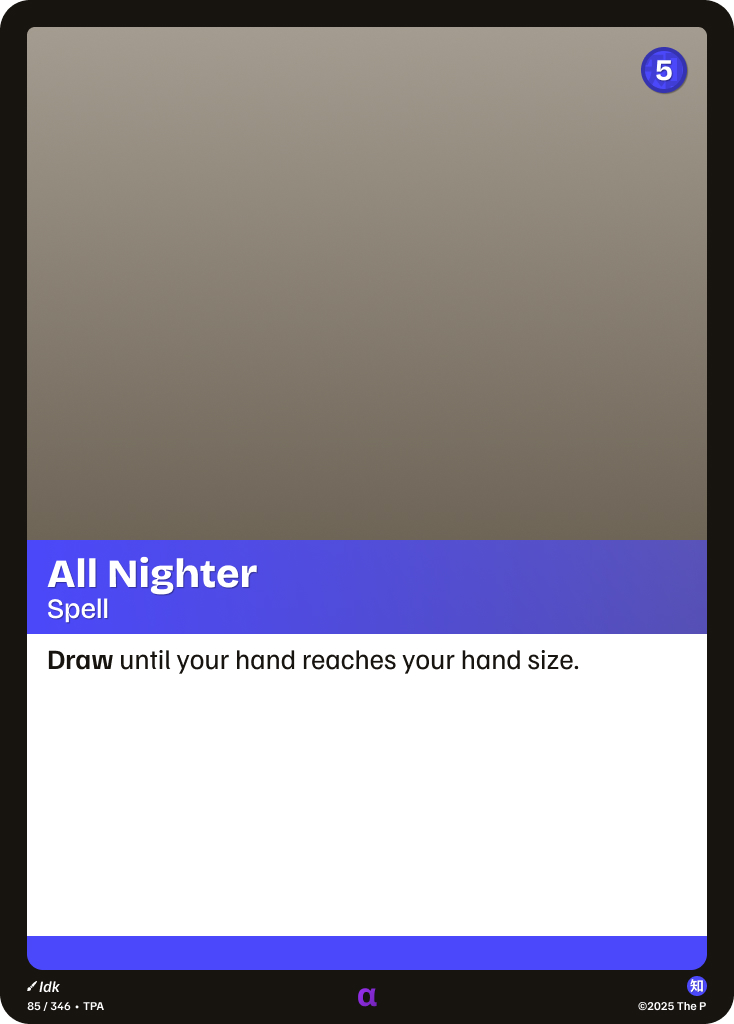 5
All Nighter
Spell
Draw until your hand reaches your hand size.
Idk
知
85 / 346 • TPA
α
©2025 The P